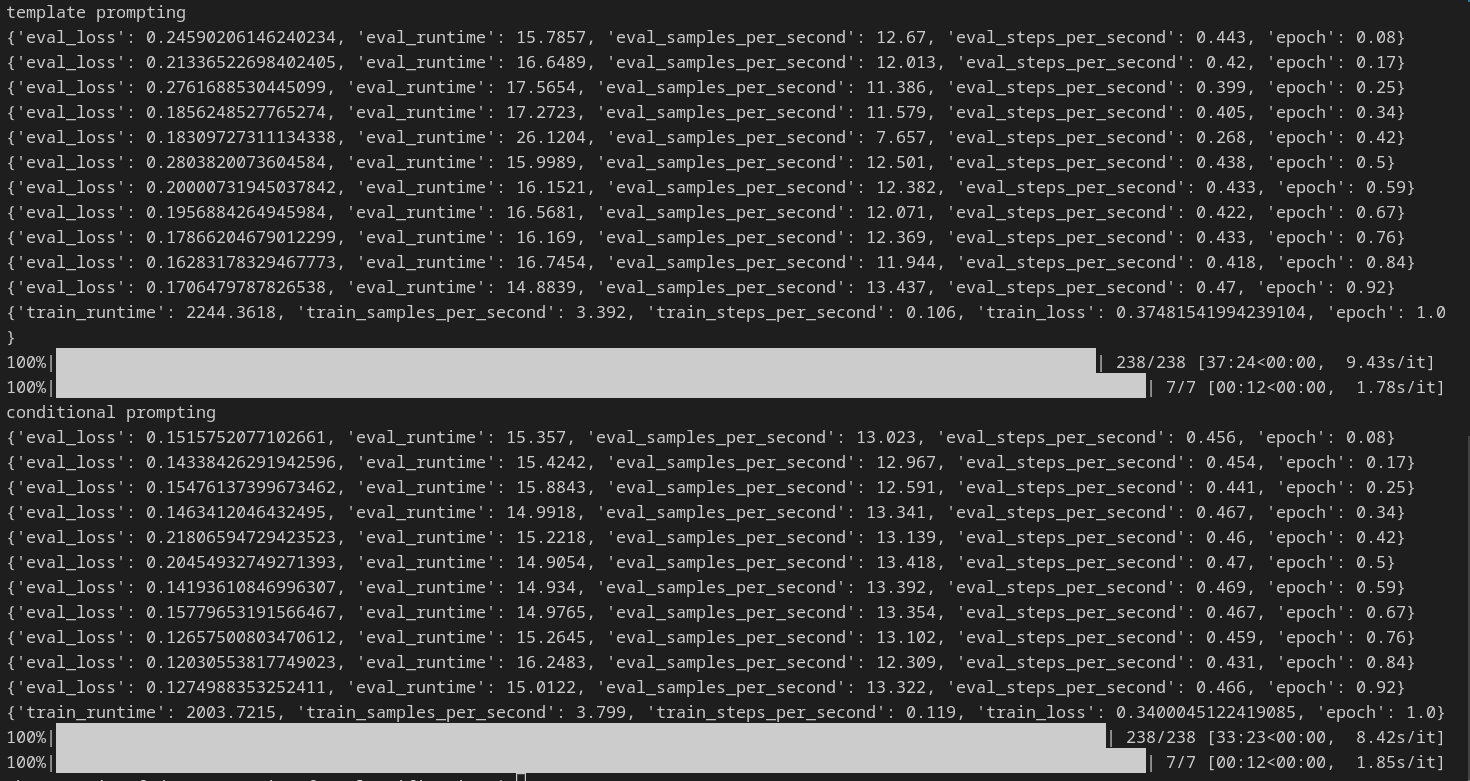 template prompting
{'eval_loss': 0.24590206146240234, 'eval_runtime': 15.7857, 'eval_samples_per_second': 12.67, 'eval_steps_per_second': 0.443, 'epoch': 0.08}
{'eval_loss': 0.21336522698402405, 'eval_runtime': 16.6489, 'eval_samples_per_second': 12.013, 'eval_steps_per_second': 0.42, 'epoch': 0.17}
{'eval_loss': 0.2761688530445099, 'eval_runtime': 17.5654, 'eval_samples_per_second': 11.386, 'eval_steps_per_second': 0.399, 'epoch': 0.25}
{'eval_loss': 0.1856248527765274, 'eval_runtime': 17.2723, 'eval_samples_per_second': 11.579, 'eval_steps_per_second': 0.405, 'epoch': 0.34}
{'eval_loss': 0.18309727311134338, 'eval_runtime': 26.1204, 'eval_samples_per_second': 7.657, 'eval_steps_per_second': 0.268, 'epoch': 0.42}
{'eval_loss': 0.2803820073604584, 'eval_runtime': 15.9989, 'eval_samples_per_second': 12.501, 'eval_steps_per_second': 0.438, 'epoch': 0.5}
{'eval_loss': 0.20000731945037842, 'eval_runtime': 16.1521, 'eval_samples_per_second': 12.382, 'eval_steps_per_second': 0.433, 'epoch': 0.59}
{'eval_loss': 0.1956884264945984, 'eval_runtime': 16.5681, 'eval_samples_per_second': 12.071, 'eval_steps_per_second': 0.422, 'epoch': 0.67}
{'eval_loss': 0.17866204679012299, 'eval_runtime': 16.169, 'eval_samples_per_second': 12.369, 'eval_steps_per_second': 0.433, 'epoch': 0.76}
{'eval_loss': 0.16283178329467773, 'eval_runtime': 16.7454, 'eval_samples_per_second': 11.944, 'eval_steps_per_second': 0.418, 'epoch': 0.84}
{'eval_loss': 0.1706479787826538, 'eval_runtime': 14.8839, 'eval_samples_per_second': 13.437, 'eval_steps_per_second': 0.47, 'epoch': 0.92}
{'train_runtime': 2244.3618, 'train_samples_per_second': 3.392, 'train_steps_per_second': 0.106, 'train_loss': 0.37481541994239104, 'epoch': 1.0
}
100%| | 238/238 [37:24<00:00, 9.43s/it]
100%| | 7/7 [00:12<00:00, 1.78s/it]
conditional prompting
{'eval_loss': 0.1515752077102661, 'eval_runtime': 15.357, 'eval_samples_per_second': 13.023, 'eval_steps_per_second': 0.456, 'epoch': 0.08}
{'eval_loss': 0.14338426291942596, 'eval_runtime': 15.4242, 'eval_samples_per_second': 12.967, 'eval_steps_per_second': 0.454, 'epoch': 0.17}
{'eval_loss': 0.15476137399673462, 'eval_runtime': 15.8843, 'eval_samples_per_second': 12.591, 'eval_steps_per_second': 0.441, 'epoch': 0.25}
{'eval_loss': 0.1463412046432495, 'eval_runtime': 14.9918, 'eval_samples_per_second': 13.341, 'eval_steps_per_second': 0.467, 'epoch': 0.34}
{'eval_loss': 0.21806594729423523, 'eval_runtime': 15.2218, 'eval_samples_per_second': 13.139, 'eval_steps_per_second': 0.46, 'epoch': 0.42}
{'eval_loss': 0.20454932749271393, 'eval_runtime': 14.9054, 'eval_samples_per_second': 13.418, 'eval_steps_per_second': 0.47, 'epoch': 0.5}
{'eval_loss': 0.14193610846996307, 'eval_runtime': 14.934, 'eval_samples_per_second': 13.392, 'eval_steps_per_second': 0.469, 'epoch': 0.59}
{'eval_loss': 0.15779653191566467, 'eval_runtime': 14.9765, 'eval_samples_per_second': 13.354, 'eval_steps_per_second': 0.467, 'epoch': 0.67}
{'eval_loss': 0.12657500803470612, 'eval_runtime': 15.2645, 'eval_samples_per_second': 13.102, 'eval_steps_per_second': 0.459, 'epoch': 0.76}
{'eval_loss': 0.12030553817749023, 'eval_runtime': 16.2483, 'eval_samples_per_second': 12.309, 'eval_steps_per_second': 0.431, 'epoch': 0.84}
{'eval_loss': 0.1274988353252411, 'eval_runtime': 15.0122, 'eval_samples_per_second': 13.322, 'eval_steps_per_second': 0.466, 'epoch': 0.92}
{'train_runtime': 2003.7215, 'train_samples_per_second': 3.799, 'train_steps_per_second': 0.119, 'train_loss': 0.3400045122419085, 'epoch': 1.0}
100%| | 238/238 [33:23<00:00, 8.42s/it]
100%| | 7/7 [00:12<00:00, 1.85s/it]